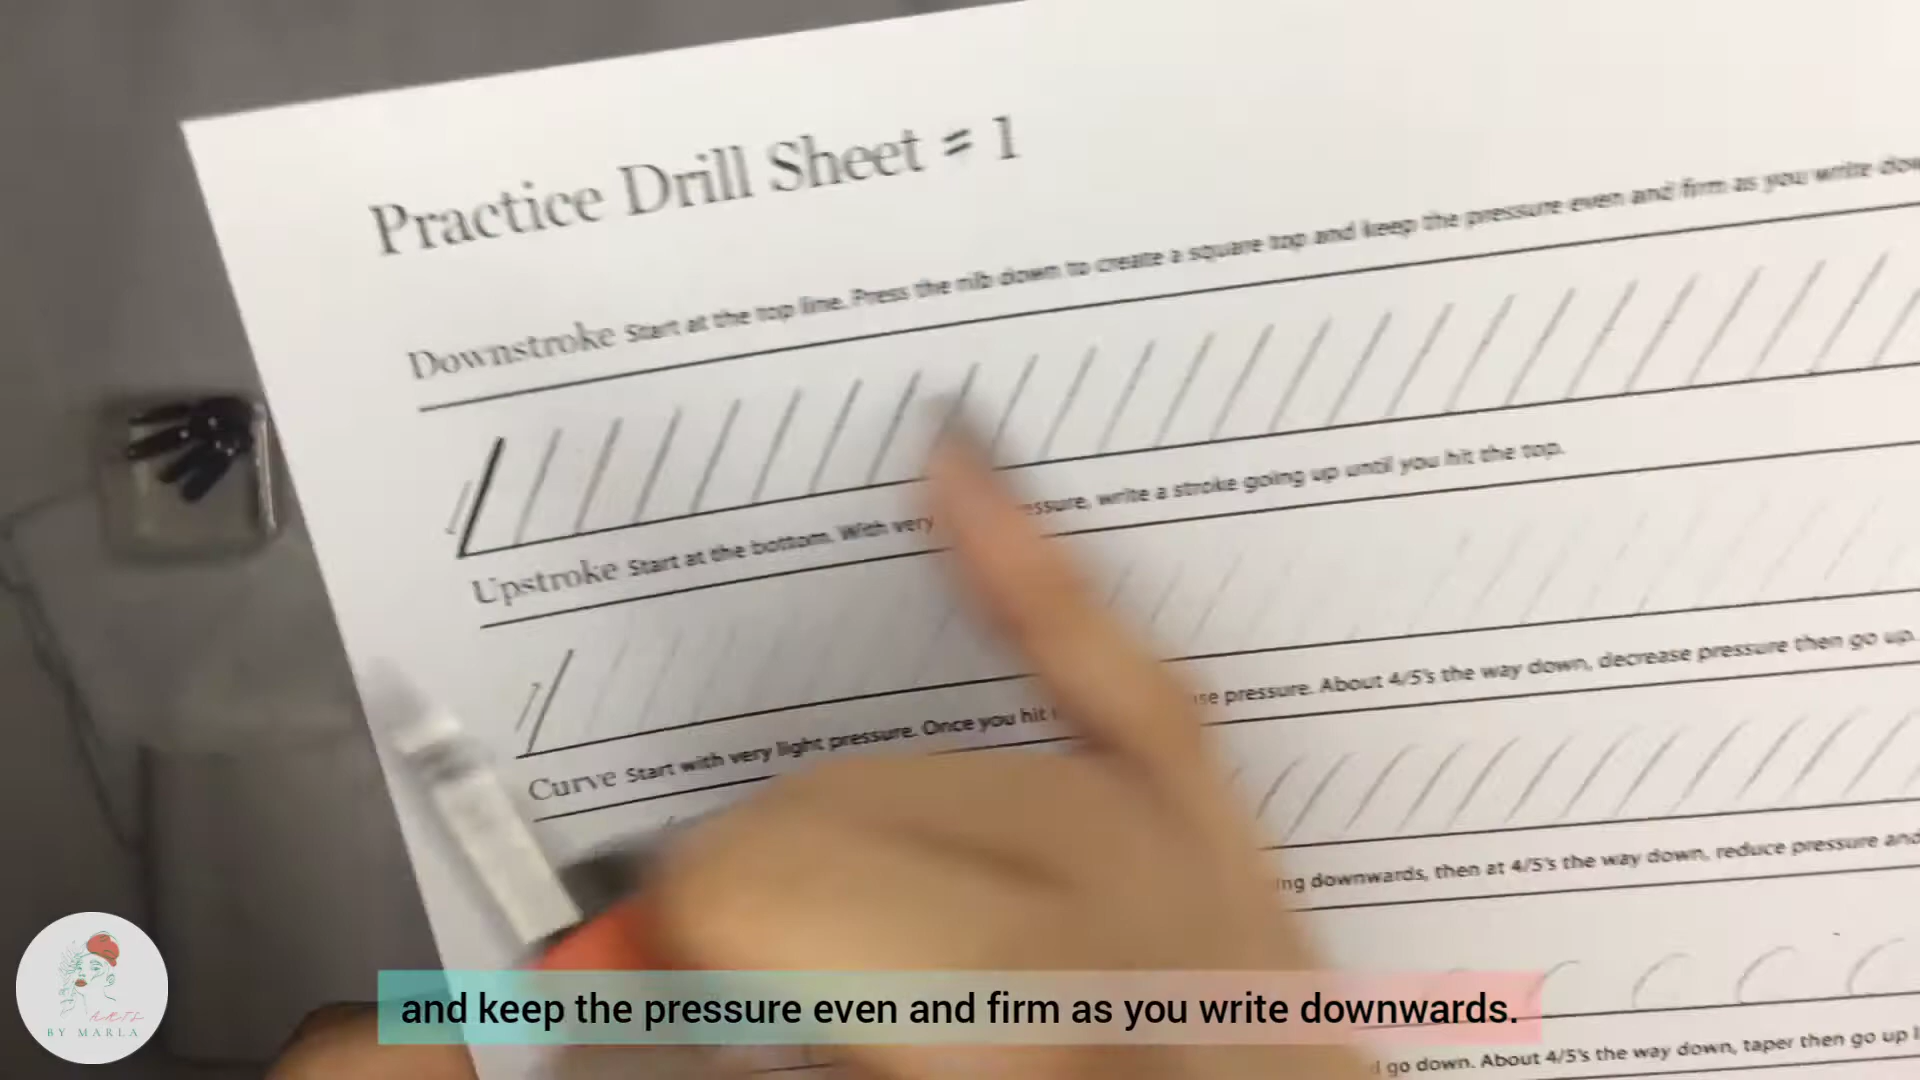 Practice Drill Sheet # 1
Downstroke Start at the top line. Press the nib down to create a square top and keep the pressure even and firm as you write
Upstroke Start at the bottom. With very pressure, write a stroke going up until you hit the top.
Curve Start with very light pressure. Once you hit pressure. About 4/5's the way down, decrease pressure then go up.
downwards, then at 4/5's the way down, reduce pressure and
go down. About 4/5's the way down, taper then go up
and keep the pressure even and firm as you write downwards.
ARTS
BY MARLA